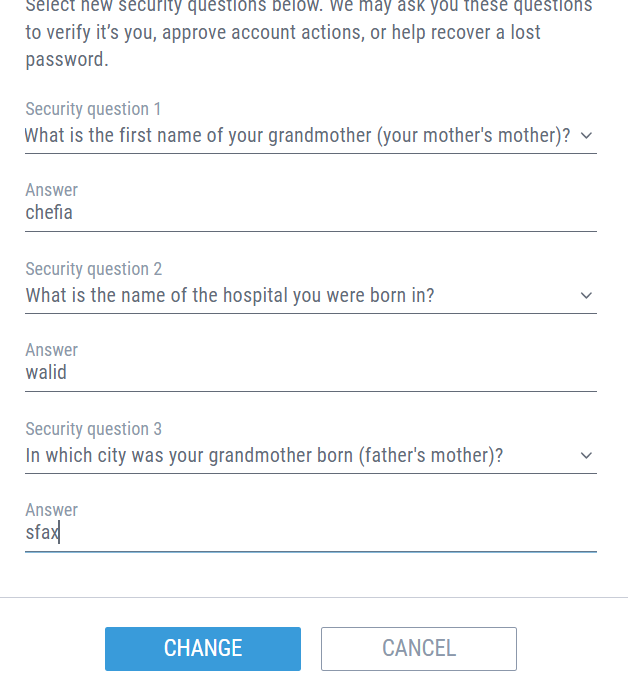 Select new security questions below. We may ask you these questions
to verify it’s you, approve account actions, or help recover a lost
password.
Security question 1
What is the first name of your grandmother (your mother's mother)?
Answer
chefia
Security question 2
What is the name of the hospital you were born in?
Answer
walid
Security question 3
In which city was your grandmother born (father's mother)?
Answer
sfax
CHANGE CANCEL